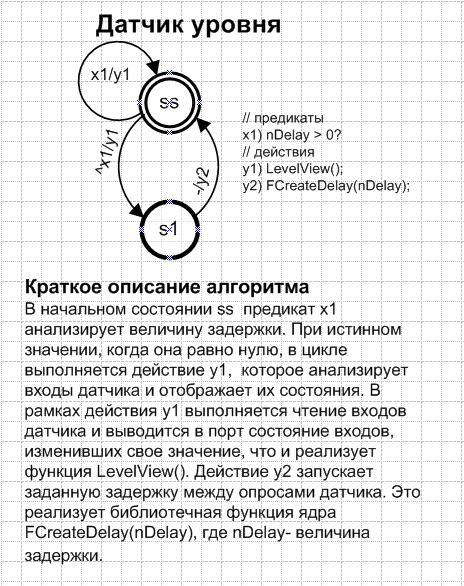 Датчик уровня
x1/y1
ss
^x1/y1
-/y2
s1
// предикаты
x1) nDelay > 0?
// действия
y1) LevelView();
y2) FCreateDelay(nDelay);
Краткое описание алгоритма
В начальном состоянии ss предикат x1
анализирует величину задержки. При истинном
значении, когда она равно нулю, в цикле
выполняется действие y1, которое анализирует
входы датчика и отображает их состояния. В
рамках действия y1 выполняется чтение входов
датчика и выводится в порт состояние входов,
изменивших свое значение, что и реализует
функция LevelView(). Действие y2 запускает
заданную задержку между опросами датчика. Это
реализует библиотечная функция ядра
FCreateDelay(nDelay), где nDelay- величина
задержки.